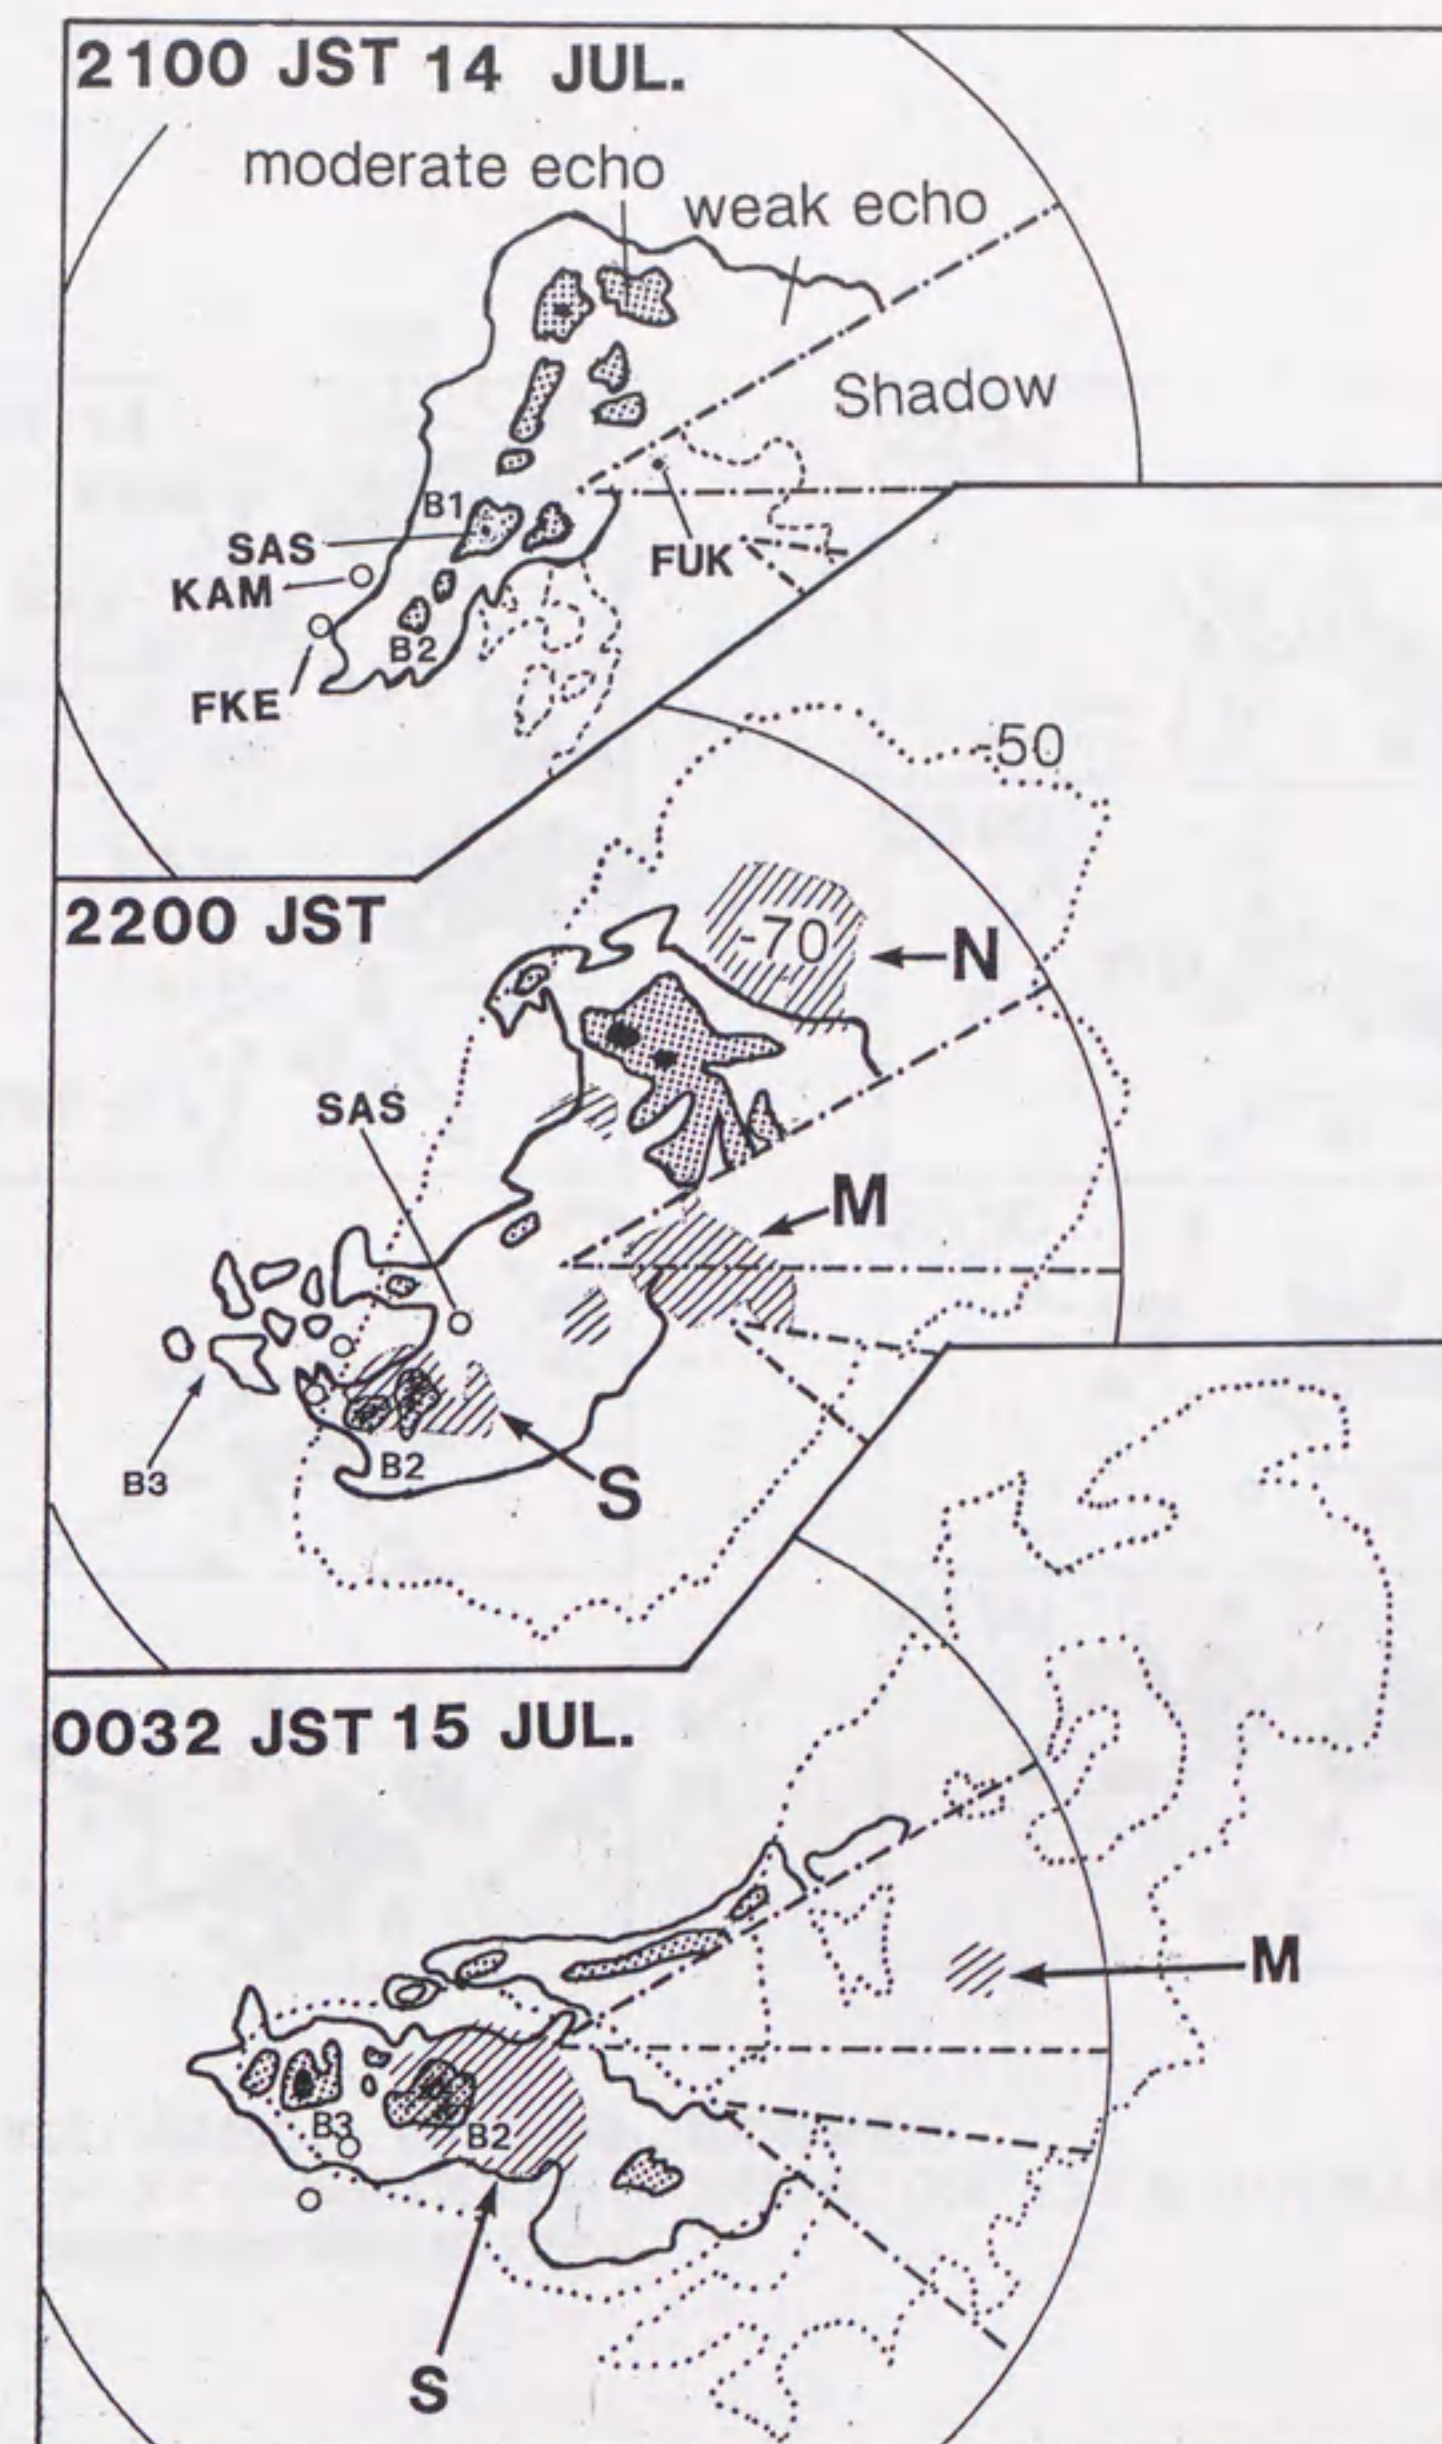 2100 JST 14 JUL.
moderate echo
weak echo
Shadow
B1
SAS
FUK
KAM
B2
FKE
-50
2200 JST
-70
N
SAS
M
B2
B3
S
0032 JST 15 JUL.
M
B3
B2
S